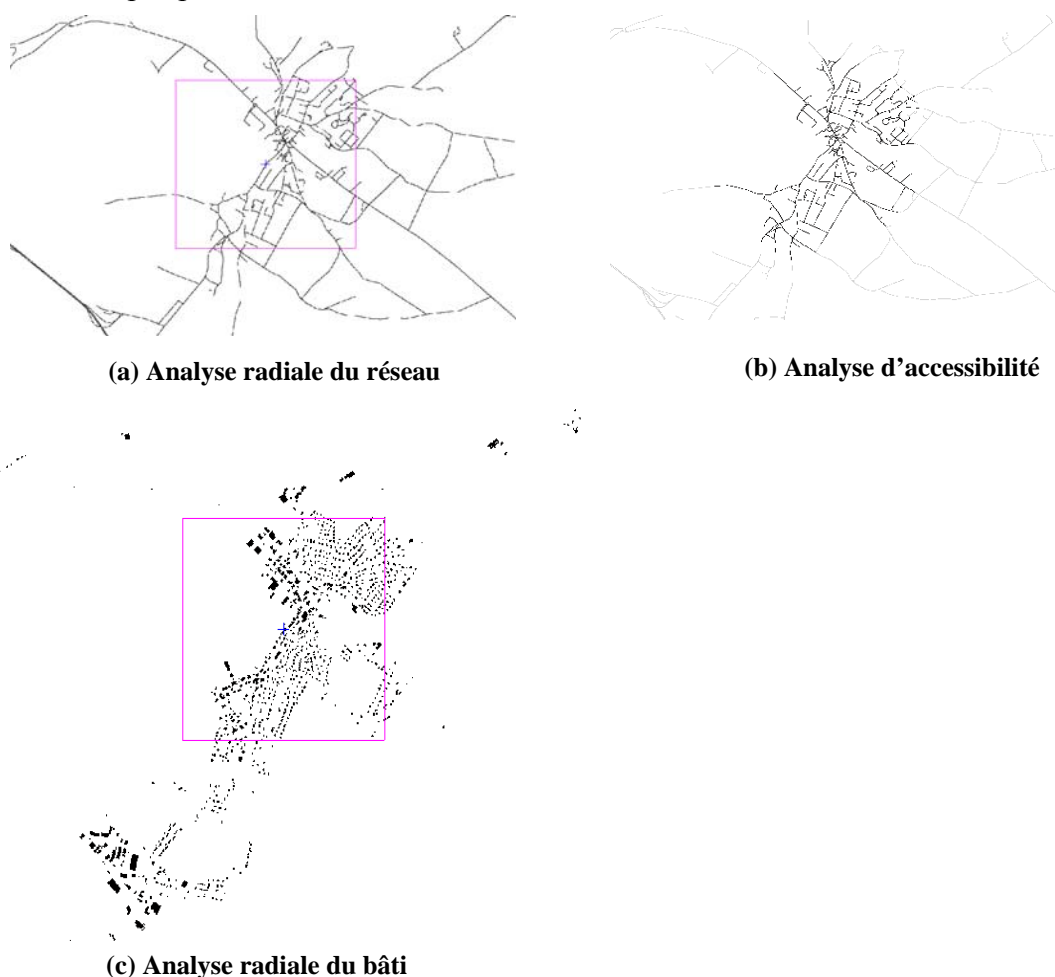 (a) Analyse radiale du réseau
(b) Analyse d’accessibilité
(c) Analyse radiale du bâti